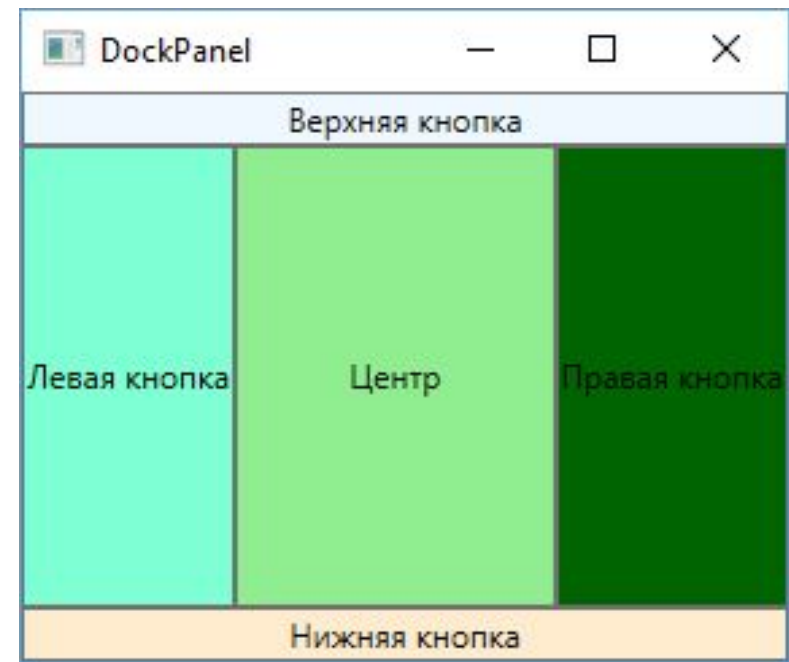 DockPanel
Верхняя кнопка
Левая кнопка
Центр
Правая кнопка
Нижняя кнопка